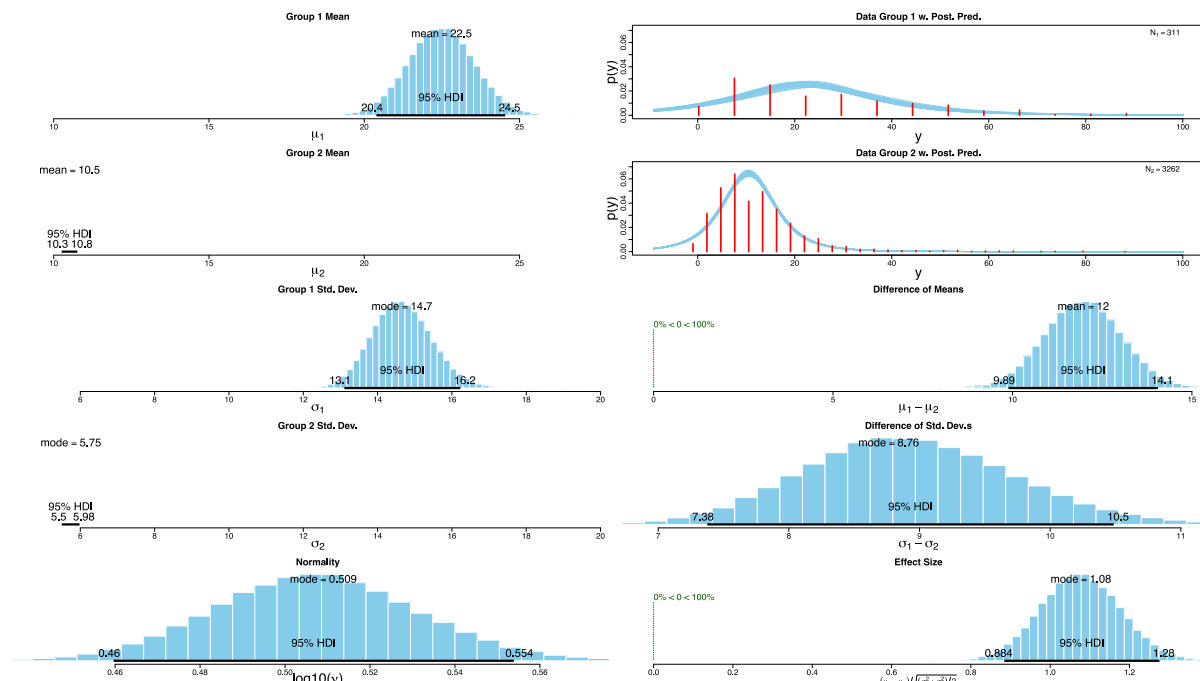 Group 1 Mean
mean = 22.5
95% HDI
20.4 24.5
10 15 20 25
μ1
Data Group 1 w. Post. Pred.
N1 = 311
p(y)
0.00 0.02 0.04 0.06
0 20 40 60 80 100
y
Group 2 Mean
mean = 10.5
95% HDI
10.3 10.8
10 15 20 25
μ2
Data Group 2 w. Post. Pred.
N2 = 3262
p(y)
0.00 0.02 0.04 0.06
0 20 40 60 80 100
y
Group 1 Std. Dev.
mode = 14.7
95% HDI
13.1 16.2
6 8 10 12 14 16 18 20
σ1
Difference of Means
mean = 12
0% < 0 < 100%
95% HDI
9.89 14.1
0 5 10 15
μ1 − μ2
Group 2 Std. Dev.
mode = 5.75
95% HDI
5.5 5.98
6 8 10 12 14 16 18 20
σ2
Difference of Std. Dev.s
mode = 8.76
95% HDI
7.38 10.5
7 8 9 10 11
σ1 − σ2
Normality
mode = 0.509
95% HDI
0.46 0.554
0.46 0.48 0.50 0.52 0.54 0.56
log10(ν)
Effect Size
mode = 1.08
0% < 0 < 100%
95% HDI
0.884 1.28
0.0 0.2 0.4 0.6 0.8 1.0 1.2